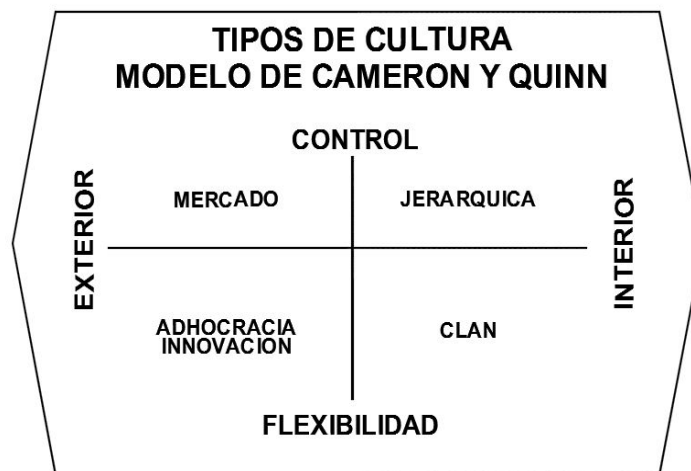 TIPOS DE CULTURA
MODELO DE CAMERON Y QUINN
CONTROL
EXTERIOR
MERCADO
JERARQUICA
INTERIOR
ADHOCRACIA
INNOVACION
CLAN
FLEXIBILIDAD